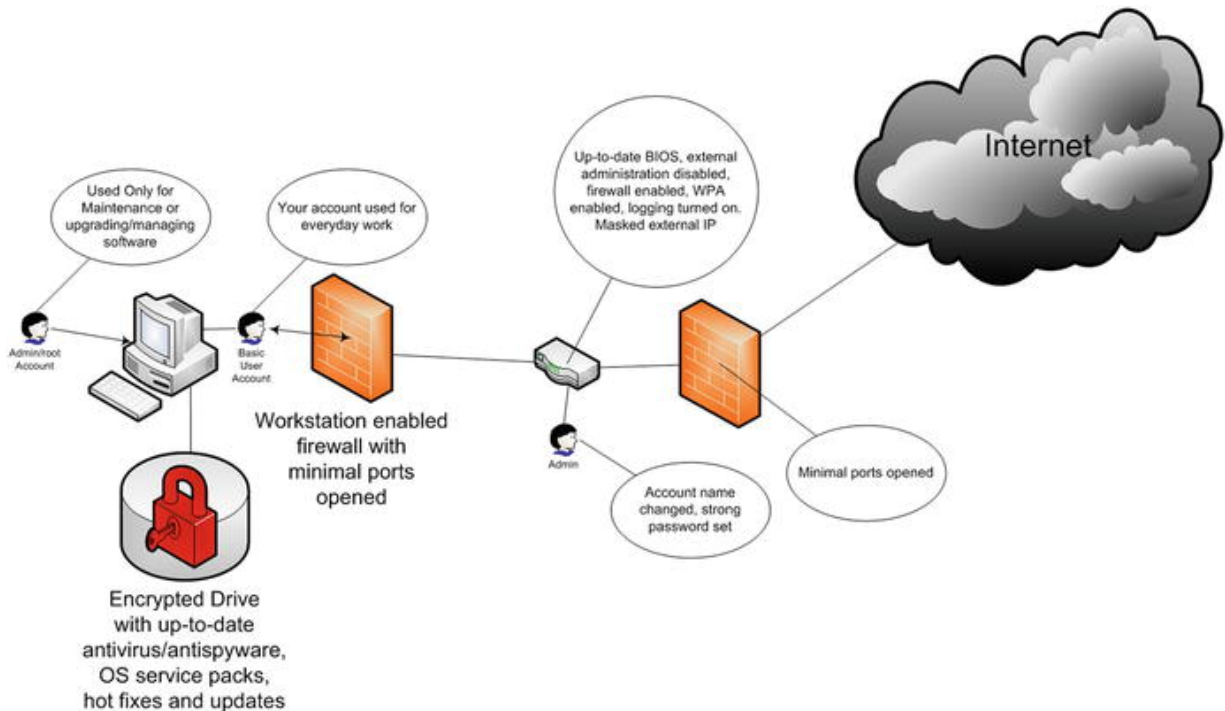 Internet
Up-to-date BIOS, external
administration disabled,
firewall enabled, WPA
enabled, logging turned on.
Masked external IP
Used Only for
Maintenance or
upgrading/managing
software
Your account used for
everyday work
Admin/root
Account
Basic
User
Account
Workstation enabled
firewall with
minimal ports
opened
Admin
Minimal ports opened
Account name
changed, strong
password set
Encrypted Drive
with up-to-date
antivirus/antispyware,
OS service packs,
hot fixes and updates